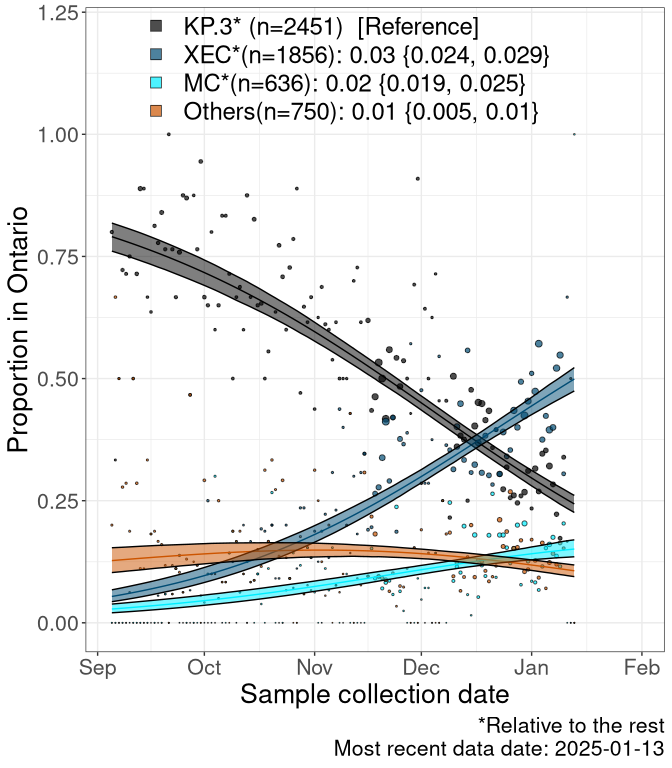 KP.3* (n=2451)  [Reference]
XEC*(n=1856): 0.03 {0.024, 0.029}
MC*(n=636): 0.02 {0.019, 0.025}
Others(n=750): 0.01 {0.005, 0.01}
1.25
1.00
0.75
0.50
0.25
0.00
Proportion in Ontario
Sep Oct Nov Dec Jan Feb
Sample collection date
*Relative to the rest
Most recent data date: 2025-01-13